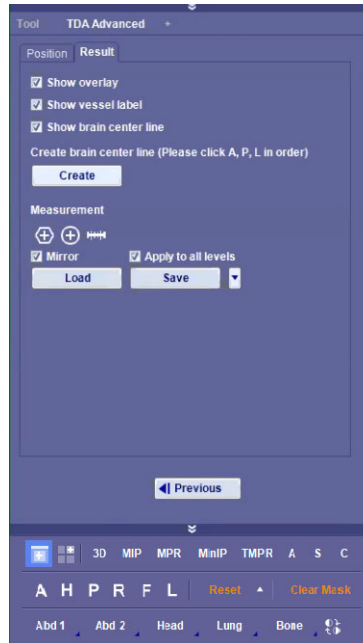 Tool TDA Advanced +
Position Result
Show overlay
Show vessel label
Show brain center line
Create brain center line (Please click A, P, L in order)
Create
Measurement
Mirror Apply to all levels
Load Save
Previous
3D MIP MPR MinIP TMPR A S C
A H P R F L Reset Clear Mask
Abd 1 Abd 2 Head Lung Bone